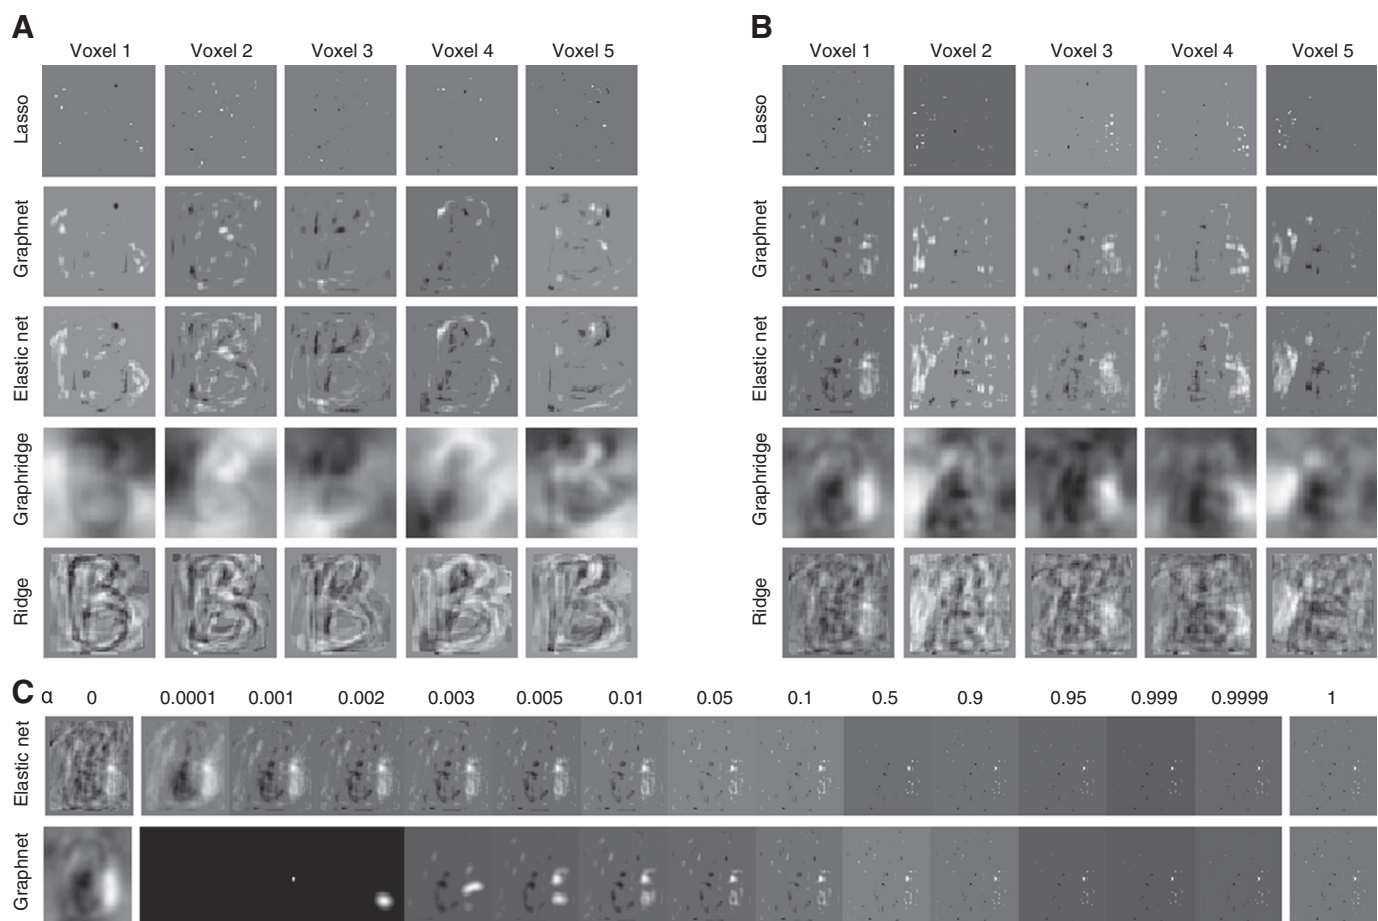 A B
Voxel 1 Voxel 2 Voxel 3 Voxel 4 Voxel 5 Voxel 1 Voxel 2 Voxel 3 Voxel 4 Voxel 5
Lasso Lasso
Graphnet Graphnet
Elastic net Elastic net
Graphridge Graphridge
Ridge Ridge
C α 0 0.0001 0.001 0.002 0.003 0.005 0.01 0.05 0.1 0.5 0.9 0.95 0.999 0.9999 1
Elastic net
Graphnet